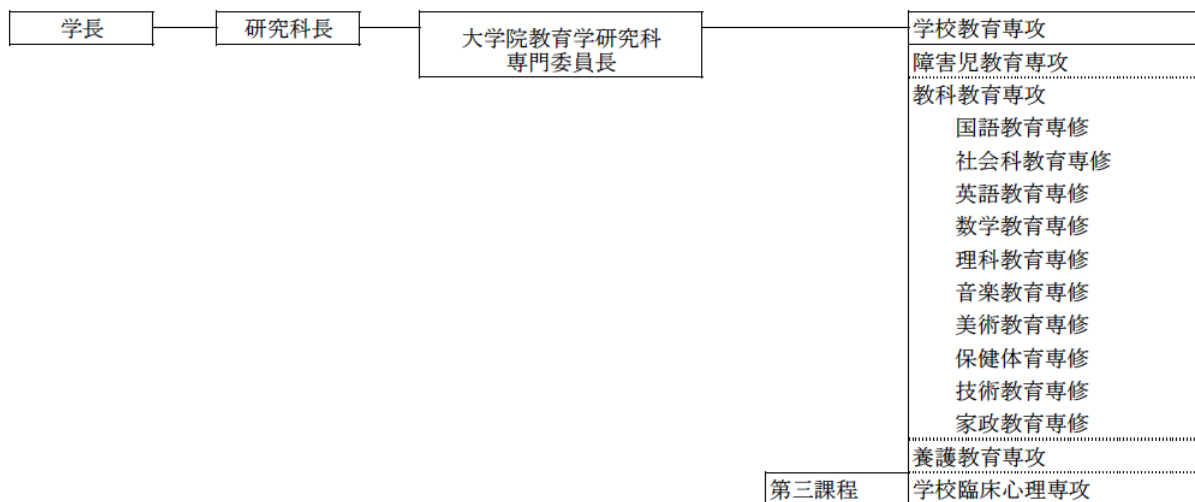 学長
研究科長
大学院教育学研究科
専門委員長
学校教育専攻
障害児教育専攻
教科教育専攻
国語教育専修
社会科教育専修
英語教育専修
数学教育専修
理科教育専修
音楽教育専修
美術教育専修
保健体育専修
技術教育専修
家政教育専修
養護教育専攻
第三課程
学校臨床心理専攻